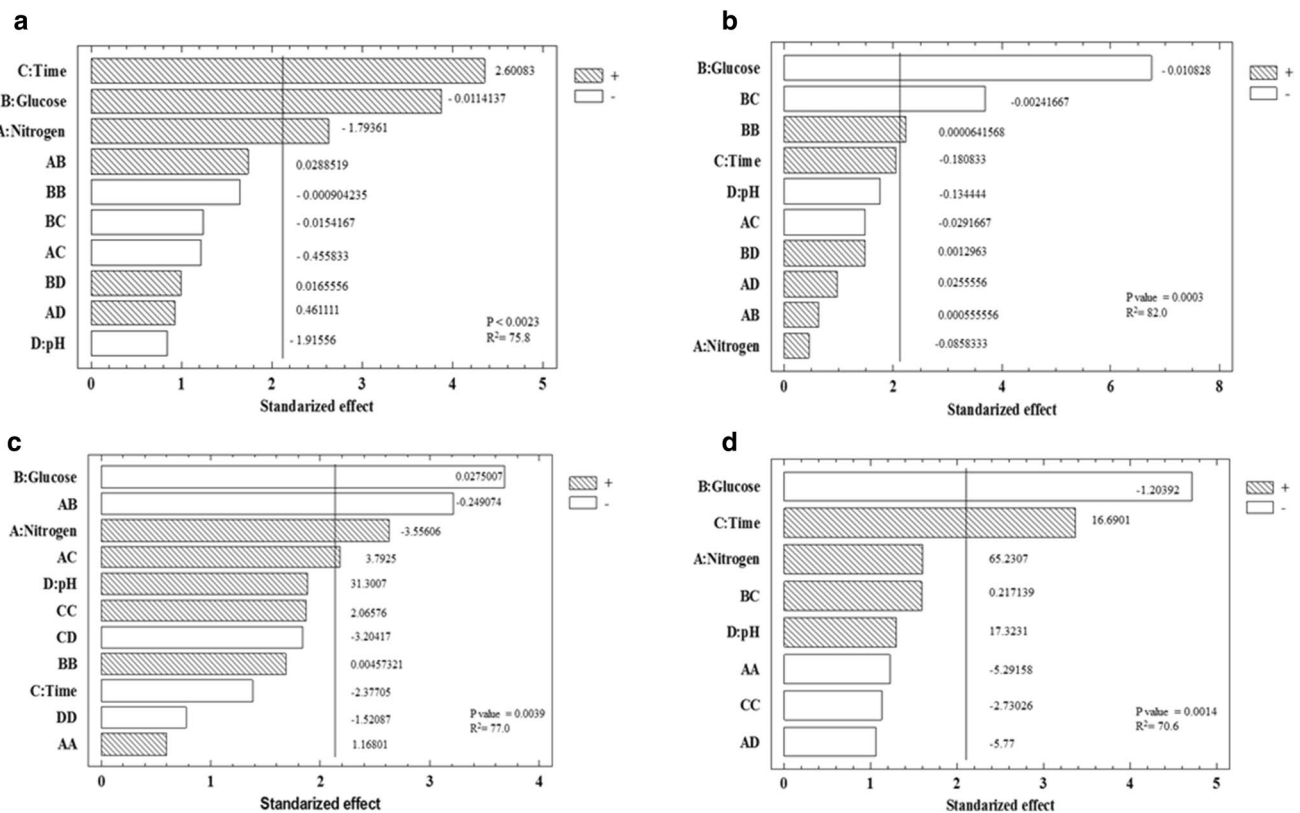 a
C:Time 2.60083
B:Glucose - 0.0114137
A:Nitrogen - 1.79361
AB 0.0288519
BB - 0.000904235
BC - 0.0154167
AC - 0.455833
BD 0.0165556
AD 0.461111
D:pH - 1.91556
+
-
P < 0.0023
R²= 75.8
0 1 2 3 4 5
Standarized effect
b
B:Glucose - 0.010828
BC -0.00241667
BB 0.0000641568
C:Time -0.180833
D:pH -0.134444
AC -0.0291667
BD 0.0012963
AD 0.0255556
AB 0.000555556
A:Nitrogen -0.0858333
+
-
P value = 0.0003
R²= 82.0
0 2 4 6 8
Standarized effect
c
B:Glucose 0.0275007
AB -0.249074
A:Nitrogen -3.55606
AC 3.7925
D:pH 31.3007
CC 2.06576
CD -3.20417
BB 0.00457321
C:Time -2.37705
DD -1.52087
AA 1.16801
+
-
P value = 0.0039
R²= 77.0
0 1 2 3 4
Standarized effect
d
B:Glucose -1.20392
C:Time 16.6901
A:Nitrogen 65.2307
BC 0.217139
D:pH 17.3231
AA -5.29158
CC -2.73026
AD -5.77
+
-
P value = 0.0014
R²= 70.6
0 1 2 3 4 5
Standarized effect